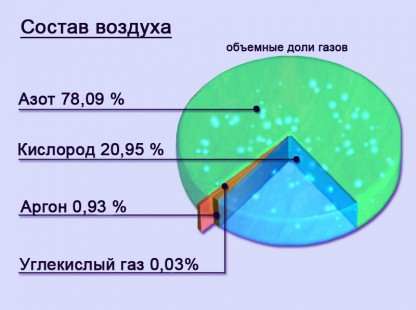 Состав воздуха
объемные доли газов
Азот 78,09 %
Кислород 20,95 %
Аргон 0,93 %
Углекислый газ 0,03%